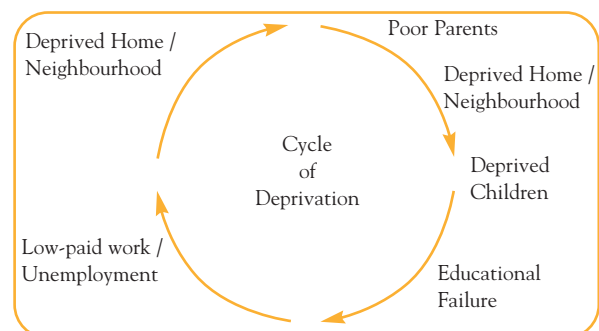 Poor Parents
Deprived Home /
Neighbourhood
Deprived
Children
Educational
Failure
Low-paid work /
Unemployment
Deprived Home /
Neighbourhood
Cycle
of
Deprivation